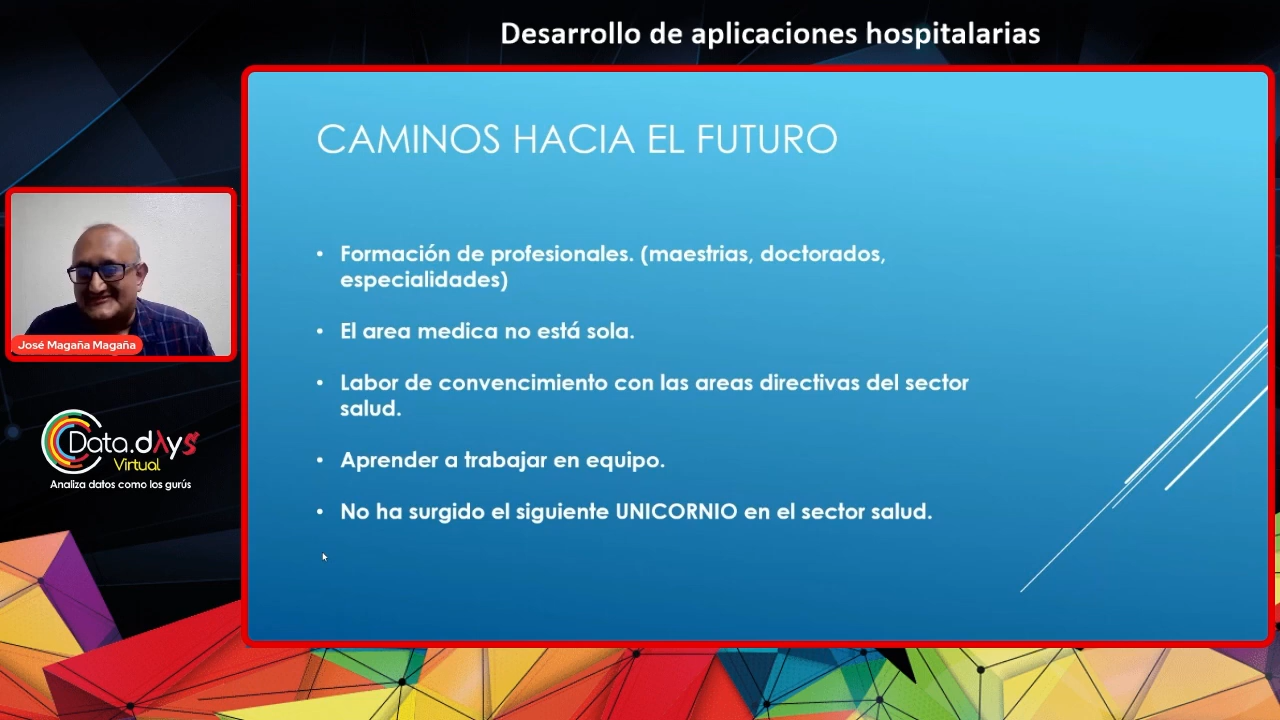 Desarrollo de aplicaciones hospitalarias
CAMINOS HACIA EL FUTURO
• Formación de profesionales. (maestrias, doctorados,
especialidades)
• El area medica no está sola.
• Labor de convencimiento con las areas directivas del sector
salud.
• Aprender a trabajar en equipo.
• No ha surgido el siguiente UNICORNIO en el sector salud.
José Magaña Magaña
Data.dAys
Virtual
Analiza datos como los gurús